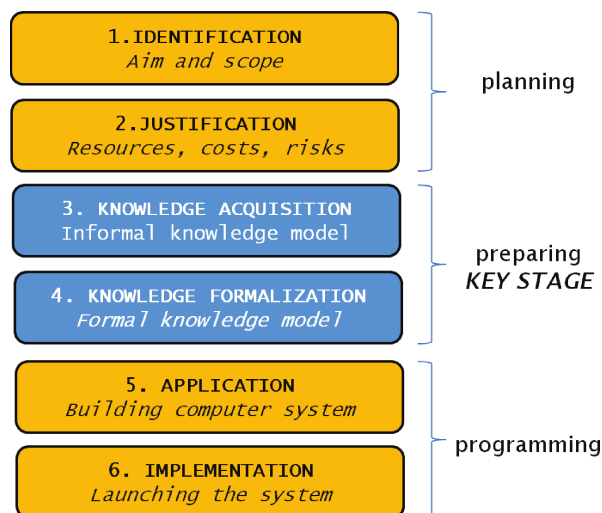 1.IDENTIFICATION
Aim and scope
planning
2.JUSTIFICATION
Resources, costs, risks
3. KNOWLEDGE ACQUISITION
Informal knowledge model
preparing
KEY STAGE
4. KNOWLEDGE FORMALIZATION
Formal knowledge model
5. APPLICATION
Building computer system
programming
6. IMPLEMENTATION
Launching the system